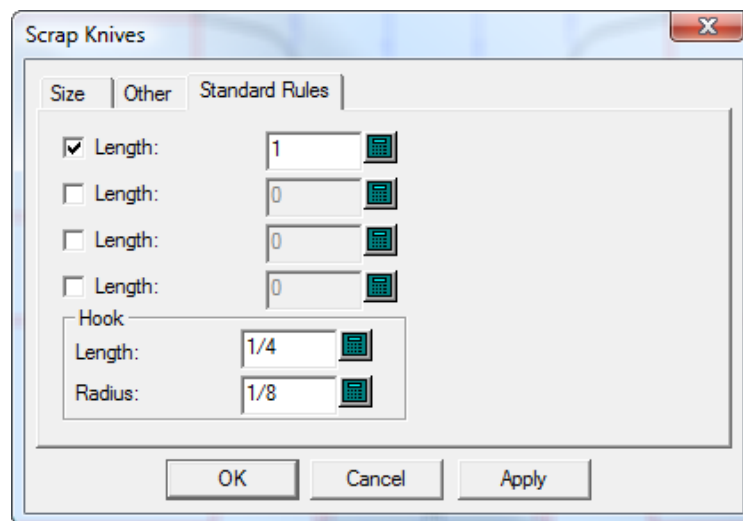 Scrap Knives
Size Other Standard Rules
Length: 1
Length: 0
Length: 0
Length: 0
Hook
Length: 1/4
Radius: 1/8
OK Cancel Apply